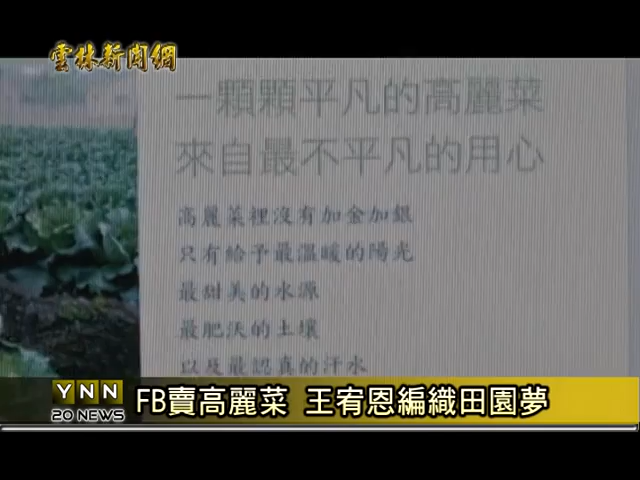 雲林新聞網
一顆顆平凡的高麗菜
來自最不平凡的用心
高麗菜裡沒有加金加銀
只有給予最溫暖的陽光
最甜美的水源
最肥沃的土壤
以及最認真的汗水
YNN
20 NEWS
FB賣高麗菜 王宥恩編織田園夢